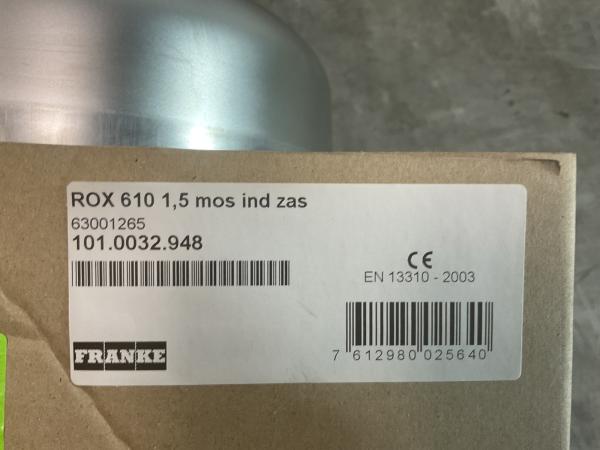 ROX 610 1,5 mos ind zas
63001265
101.0032.948
CE
EN 13310 - 2003
FRANKE
7 612980 025640